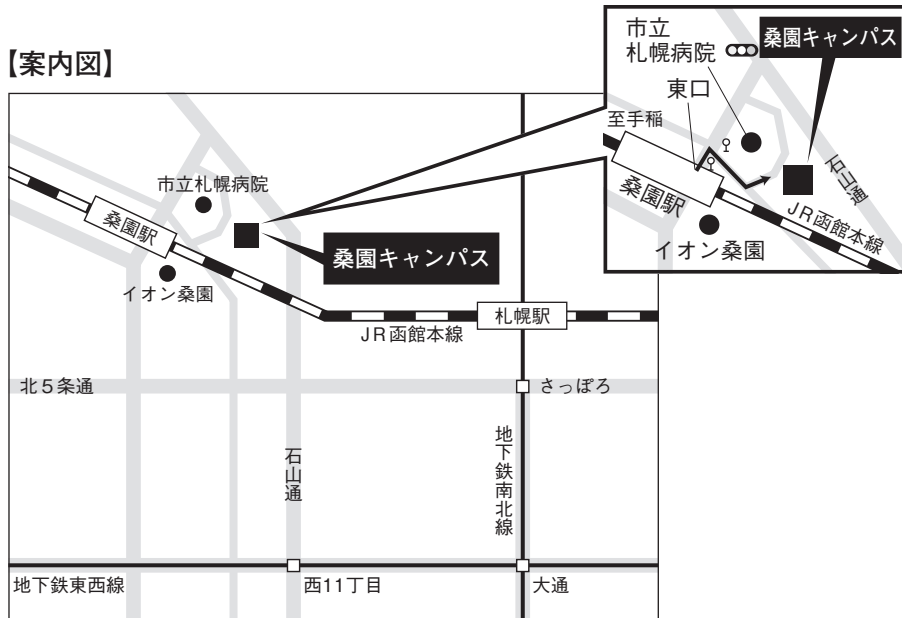 【案内図】
市立
札幌病院
桑園キャンパス
東口
至手稲
桑園駅
石山通
JR函館本線
イオン桑園
市立札幌病院
桑園駅
桑園キャンパス
イオン桑園
JR函館本線
札幌駅
北5条通
さっぽろ
石山通
地下鉄南北線
地下鉄東西線
西11丁目
大通